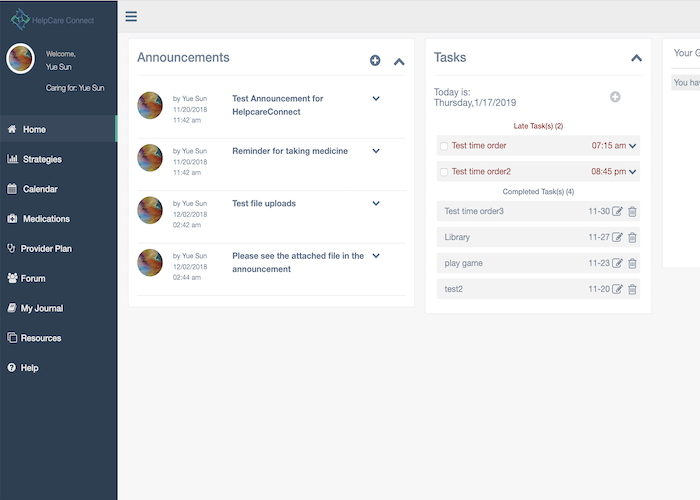 HelpCare Connect
Welcome,
Yue Sun
Caring for: Yue Sun
Home
Strategies
Calendar
Medications
Provider Plan
Forum
My Journal
Resources
Help
Announcements
by Yue Sun
11/20/2018
11:42 am
Test Announcement for
HelpcareConnect
by Yue Sun
11/20/2018
11:42 am
Reminder for taking medicine
by Yue Sun
12/02/2018
02:42 am
Test file uploads
by Yue Sun
12/02/2018
02:44 am
Please see the attached file in the
announcement
Tasks
Today is:
Thursday,1/17/2019
Late Task(s) (2)
Test time order 07:15 am
Test time order2 08:45 pm
Completed Task(s) (4)
Test time order3 11-30
Library 11-27
play game 11-23
test2 11-20
Your G
You hav